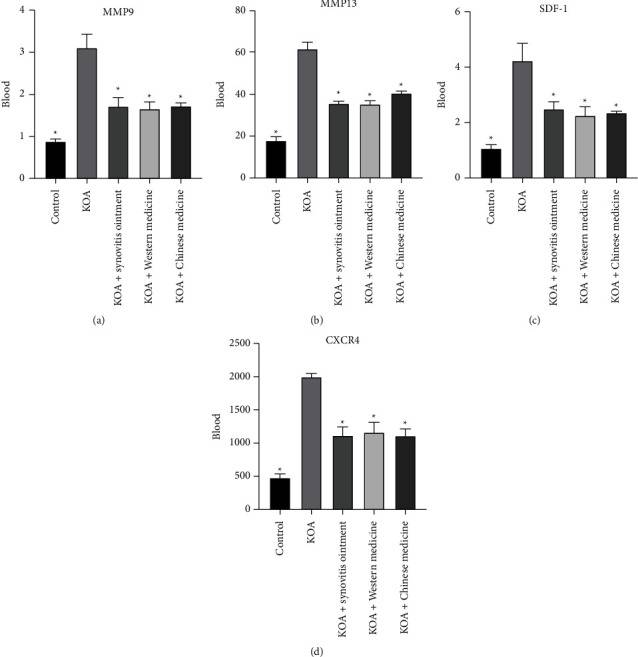 MMP9
Blood
4
3
2
1
0
*
*
*
*
Control
KOA
KOA + synovitis ointment
KOA + Western medicine
KOA + Chinese medicine
(a)
MMP13
Blood
80
60
40
20
0
*
*
*
*
Control
KOA
KOA + synovitis ointment
KOA + Western medicine
KOA + Chinese medicine
(b)
SDF-1
Blood
6
4
2
0
*
*
*
*
Control
KOA
KOA + synovitis ointment
KOA + Western medicine
KOA + Chinese medicine
(c)
CXCR4
Blood
2500
2000
1500
1000
500
0
*
*
*
*
Control
KOA
KOA + synovitis ointment
KOA + Western medicine
KOA + Chinese medicine
(d)